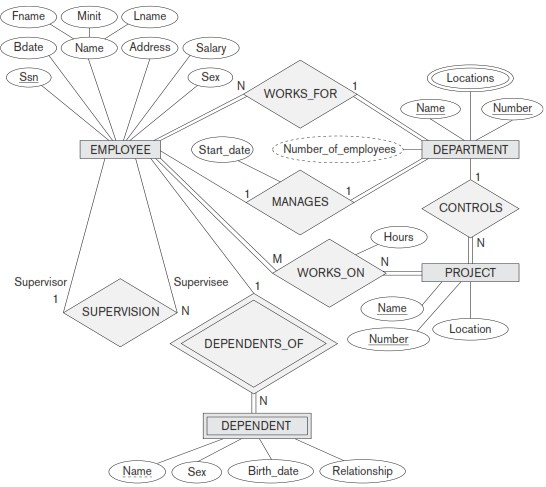 Fname
Minit
Lname
Bdate
Name
Address
Salary
Ssn
Sex
N
WORKS_FOR
1
Locations
Name
Number
EMPLOYEE
Start_date
Number_of_employees
DEPARTMENT
1
MANAGES
1
1
CONTROLS
N
Hours
M
WORKS_ON
N
PROJECT
Supervisor
1
Supervisee
N
SUPERVISION
1
Name
Number
Location
DEPENDENTS_OF
N
DEPENDENT
Name
Sex
Birth_date
Relationship